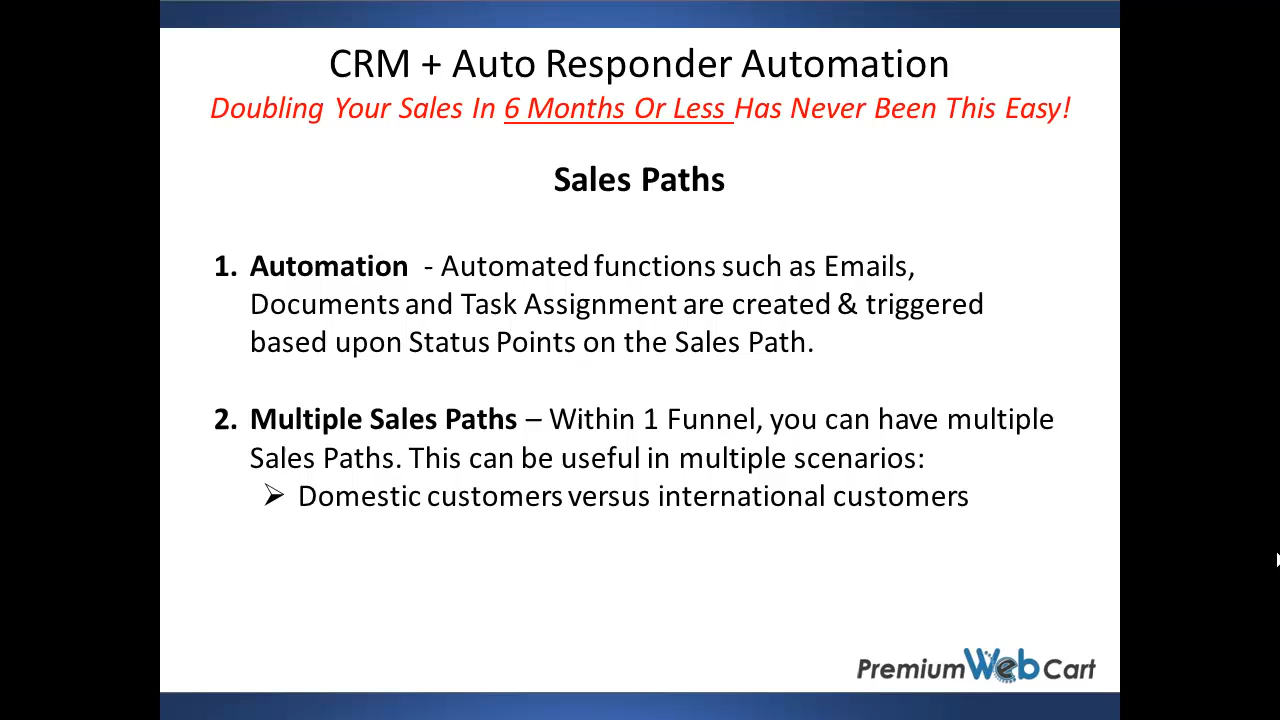 CRM + Auto Responder Automation
Doubling Your Sales In 6 Months Or Less Has Never Been This Easy!
Sales Paths
1. Automation - Automated functions such as Emails,
Documents and Task Assignment are created & triggered
based upon Status Points on the Sales Path.
2. Multiple Sales Paths – Within 1 Funnel, you can have multiple
Sales Paths. This can be useful in multiple scenarios:
➢ Domestic customers versus international customers
PremiumWebCart